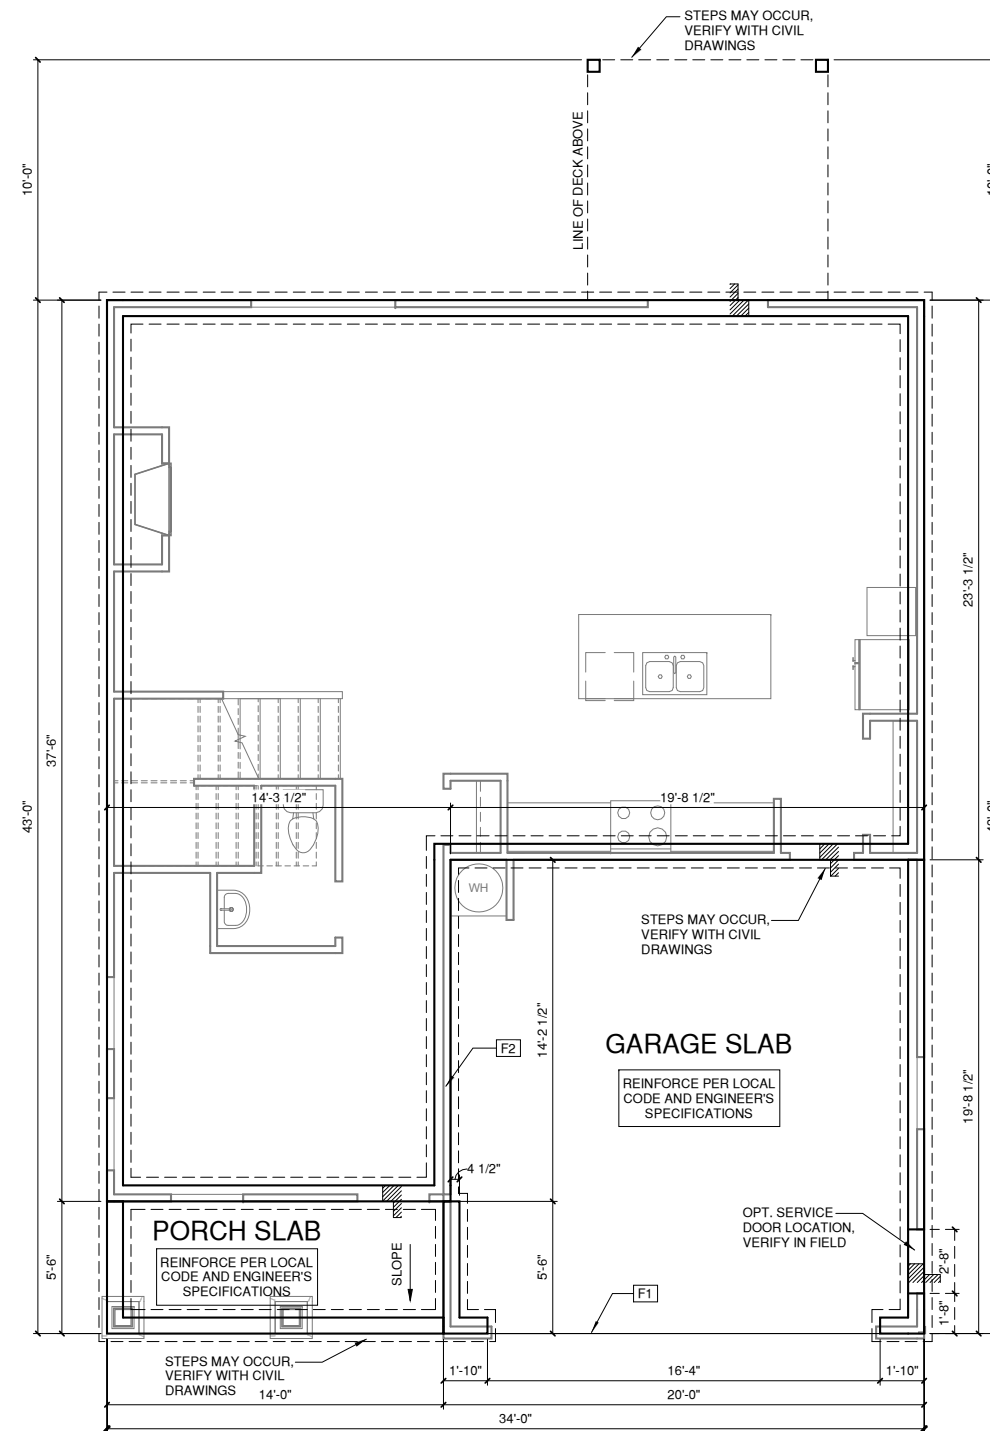 STEPS MAY OCCUR,
VERIFY WITH CIVIL
DRAWINGS
10'-0"
LINE OF DECK ABOVE
23'-3 1/2"
37'-6"
43'-0"
14'-3 1/2"
19'-8 1/2"
WH
STEPS MAY OCCUR,
VERIFY WITH CIVIL
DRAWINGS
14'-2 1/2"
F2
GARAGE SLAB
REINFORCE PER LOCAL
CODE AND ENGINEER'S
SPECIFICATIONS
19'-8 1/2"
4 1/2"
PORCH SLAB
REINFORCE PER LOCAL
CODE AND ENGINEER'S
SPECIFICATIONS
SLOPE
OPT. SERVICE
DOOR LOCATION,
VERIFY IN FIELD
5'-6"
5'-6"
2'-8"
1'-8"
F1
STEPS MAY OCCUR,
VERIFY WITH CIVIL
DRAWINGS
1'-10"
16'-4"
1'-10"
14'-0"
20'-0"
34'-0"